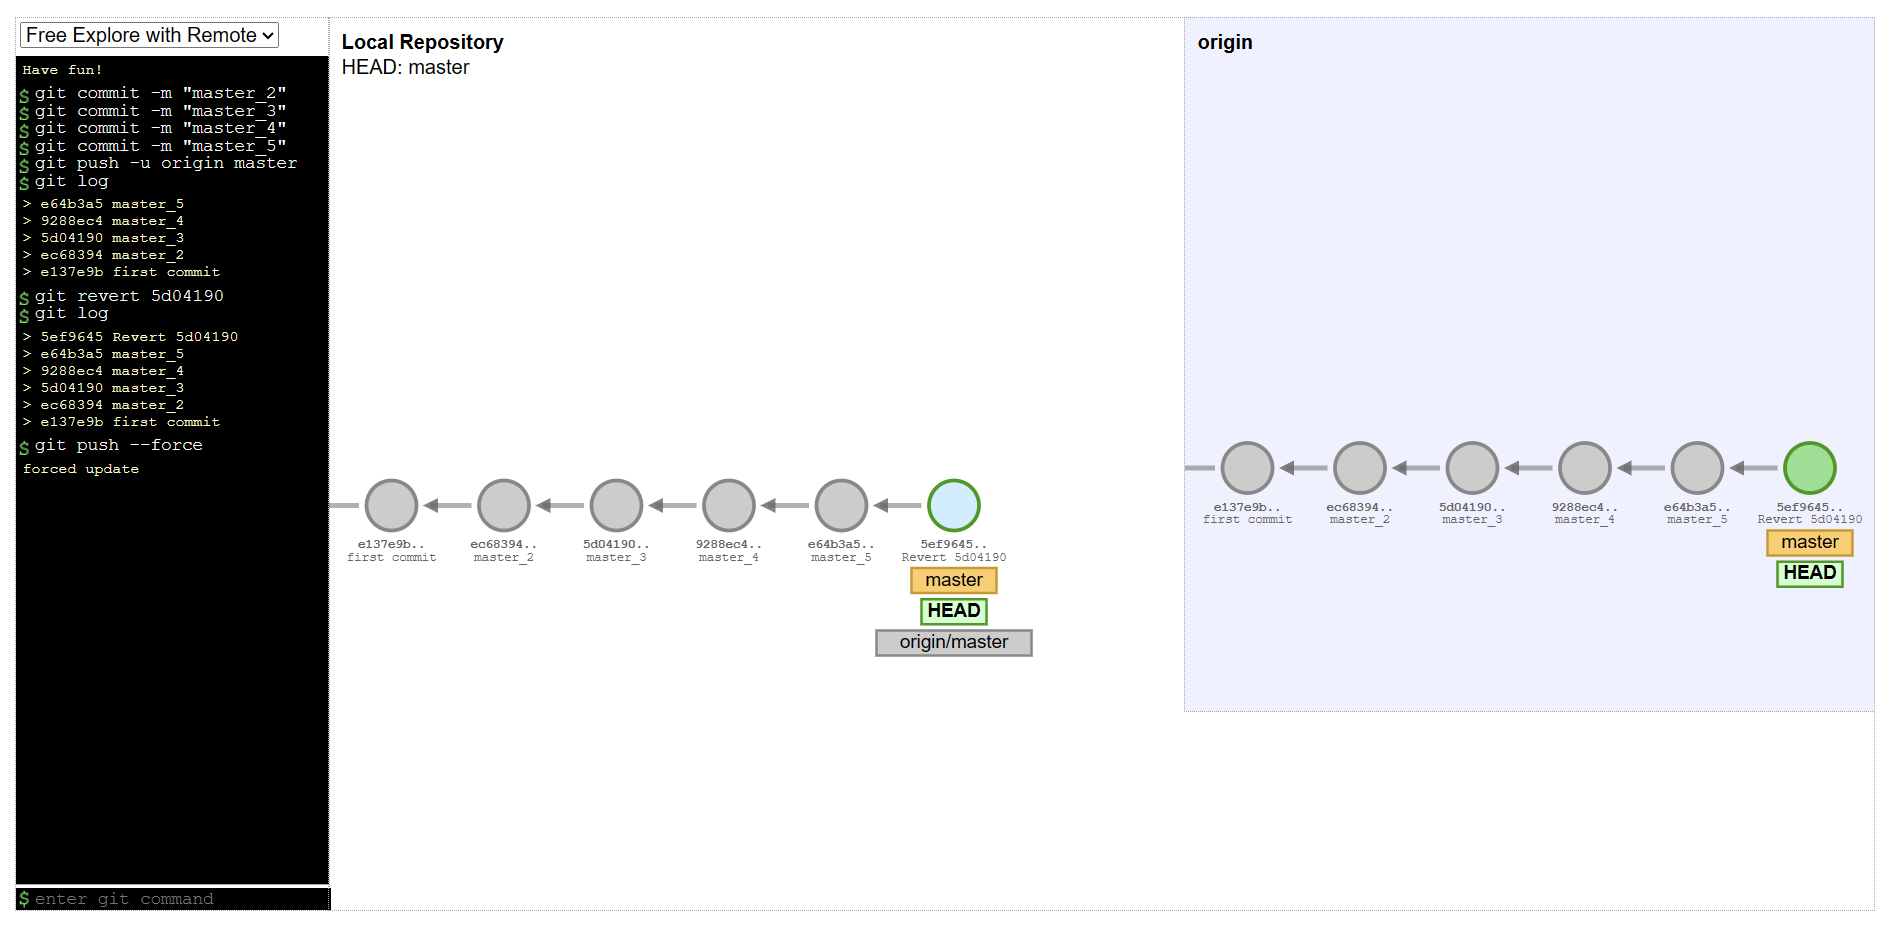 Free Explore with Remote
Have fun!
$ git commit -m "master_2"
$ git commit -m "master_3"
$ git commit -m "master_4"
$ git commit -m "master_5"
$ git push -u origin master
$ git log
> e64b3a5 master_5
> 9288ec4 master_4
> 5d04190 master_3
> ec68394 master_2
> e137e9b first commit
$ git revert 5d04190
$ git log
> 5ef9645 Revert 5d04190
> e64b3a5 master_5
> 9288ec4 master_4
> 5d04190 master_3
> ec68394 master_2
> e137e9b first commit
$ git push --force
forced update
$ enter git command
Local Repository
HEAD: master
e137e9b.. ec68394.. 5d04190.. 9288ec4.. e64b3a5.. 5ef9645..
first commit master_2 master_3 master_4 master_5 Revert 5d04190
master
HEAD
origin/master
origin
e137e9b.. ec68394.. 5d04190.. 9288ec4.. e64b3a5.. 5ef9645..
first commit master_2 master_3 master_4 master_5 Revert 5d04190
master
HEAD